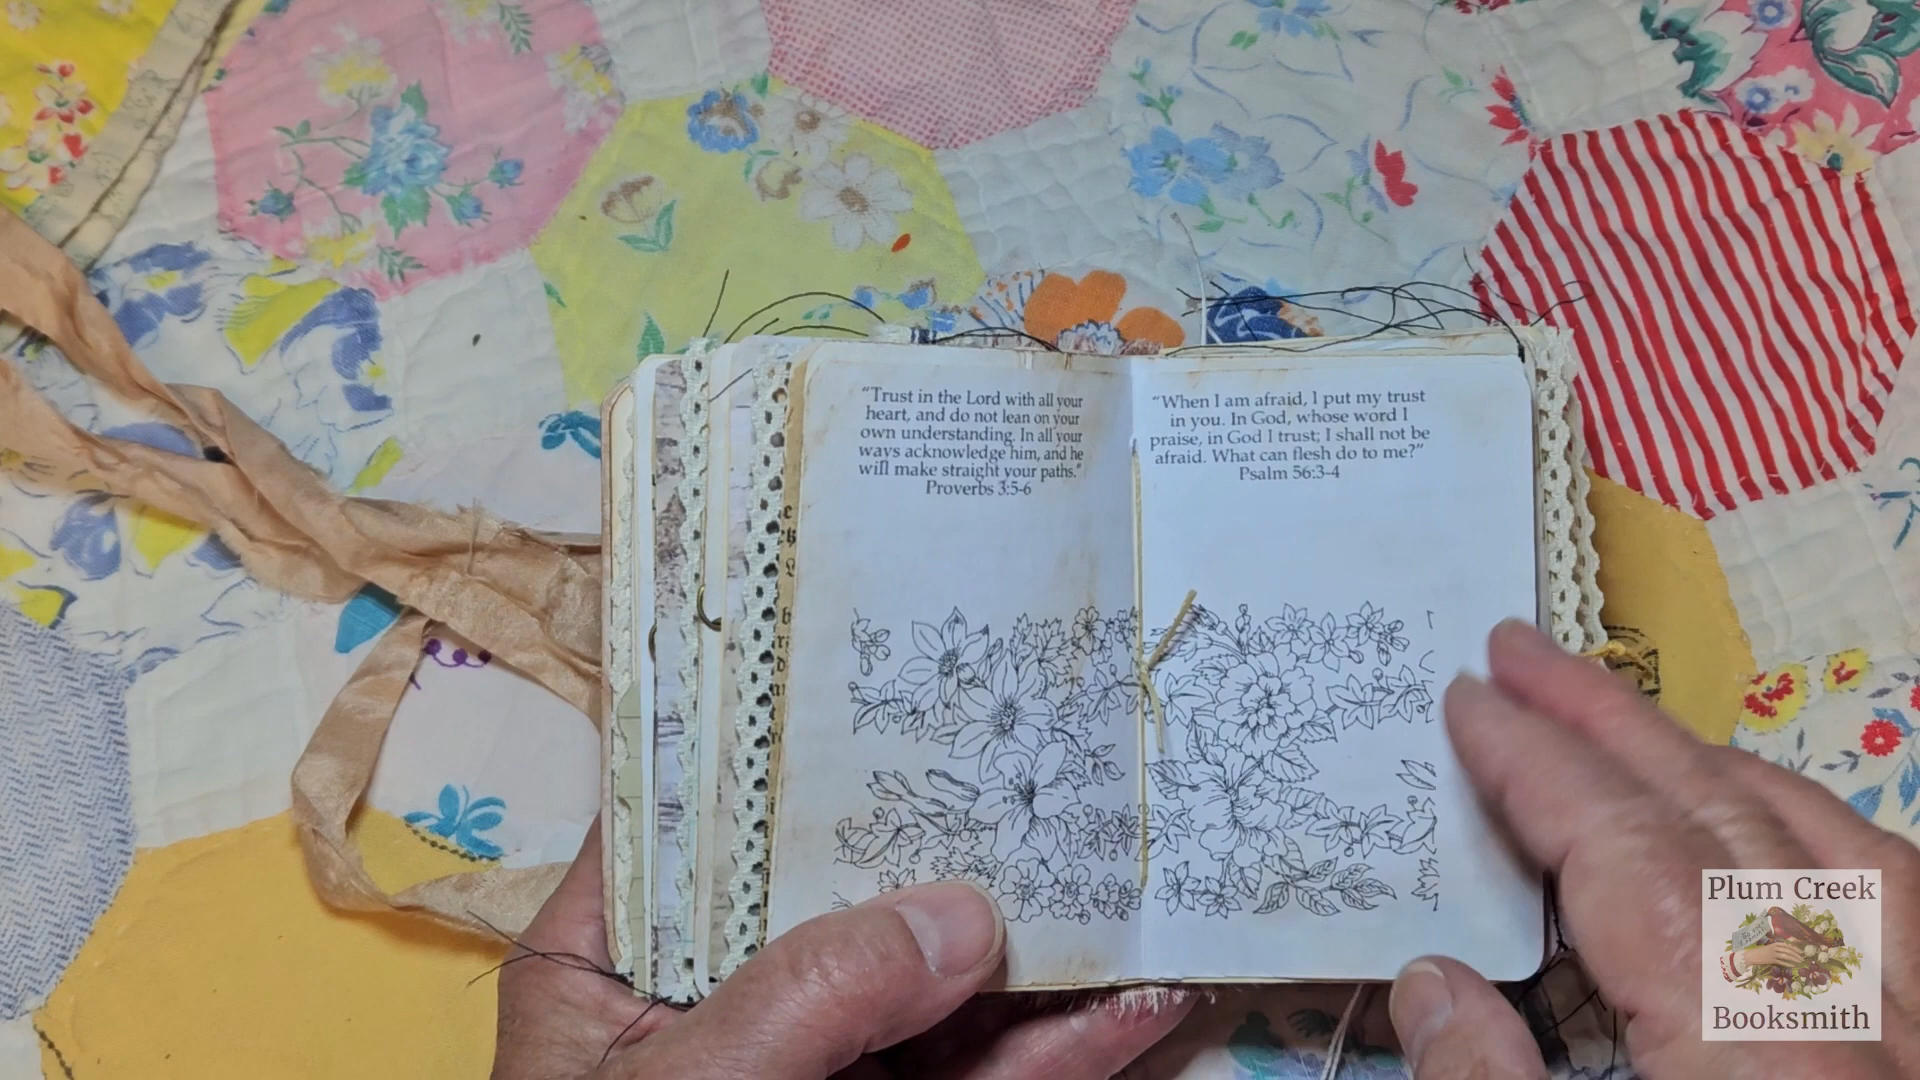 “Trust in the Lord with all your
heart, and do not lean on your
own understanding. In all your
ways acknowledge him, and he
will make straight your paths.”
Proverbs 3:5-6
“When I am afraid, I put my trust
in you. In God, whose word I
praise, in God I trust; I shall not be
afraid. What can flesh do to me?”
Psalm 56:3-4
Plum Creek
Booksmith